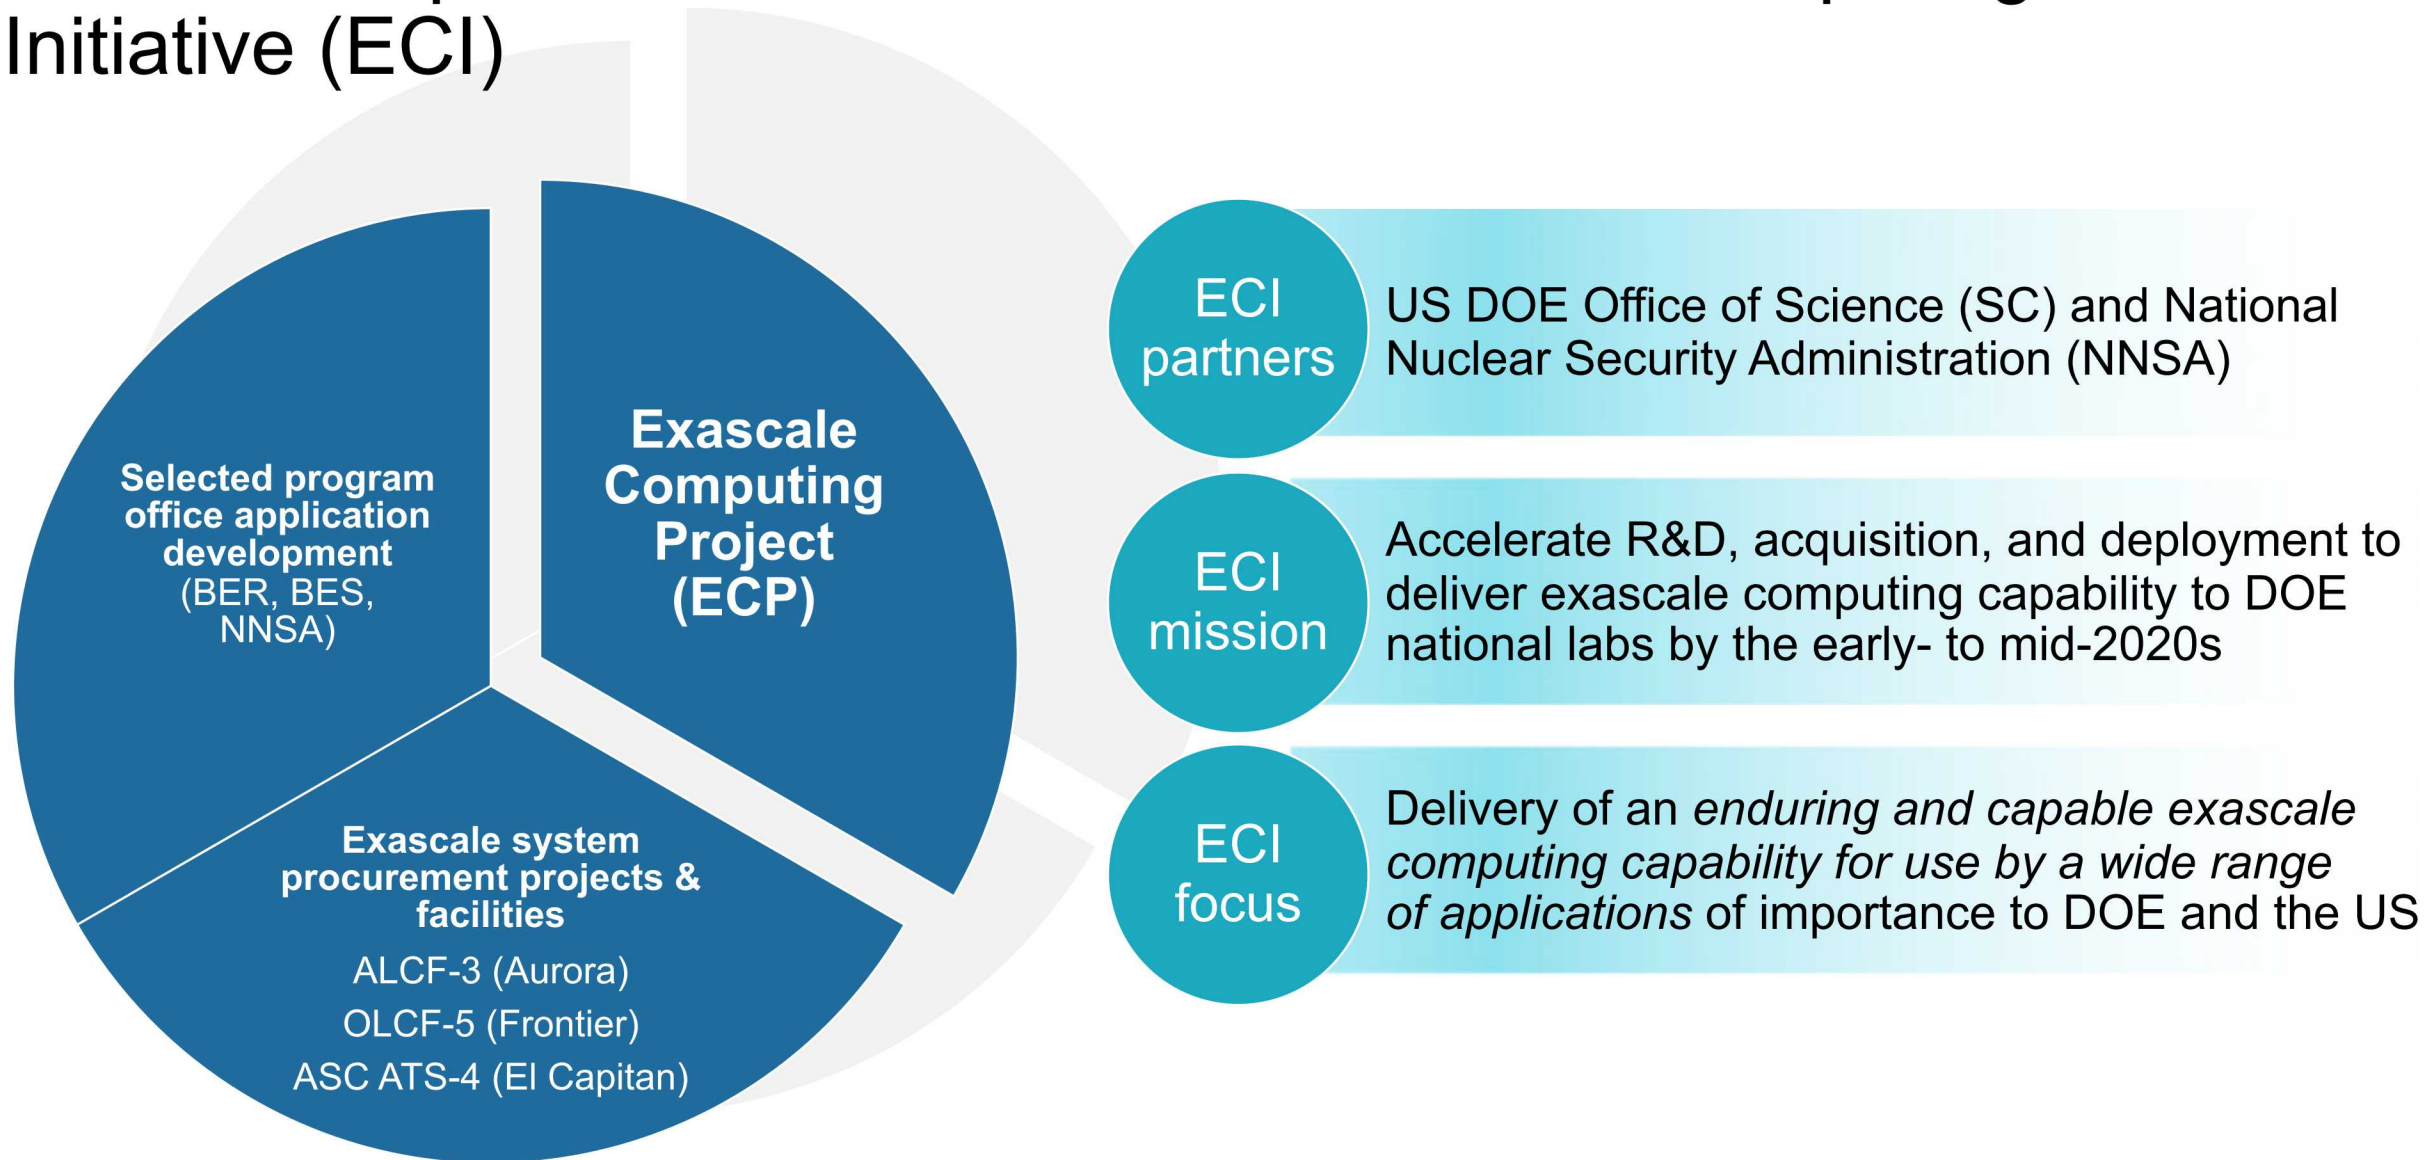 Initiative (ECI)
Selected program
office application
development
(BER, BES,
NNSA)
Exascale
Computing
Project
(ECP)
Exascale system
procurement projects &
facilities
ALCF-3 (Aurora)
OLCF-5 (Frontier)
ASC ATS-4 (El Capitan)
ECI
partners
US DOE Office of Science (SC) and National
Nuclear Security Administration (NNSA)
ECI
mission
Accelerate R&D, acquisition, and deployment to
deliver exascale computing capability to DOE
national labs by the early- to mid-2020s
ECI
focus
Delivery of an enduring and capable exascale
computing capability for use by a wide range
of applications of importance to DOE and the US